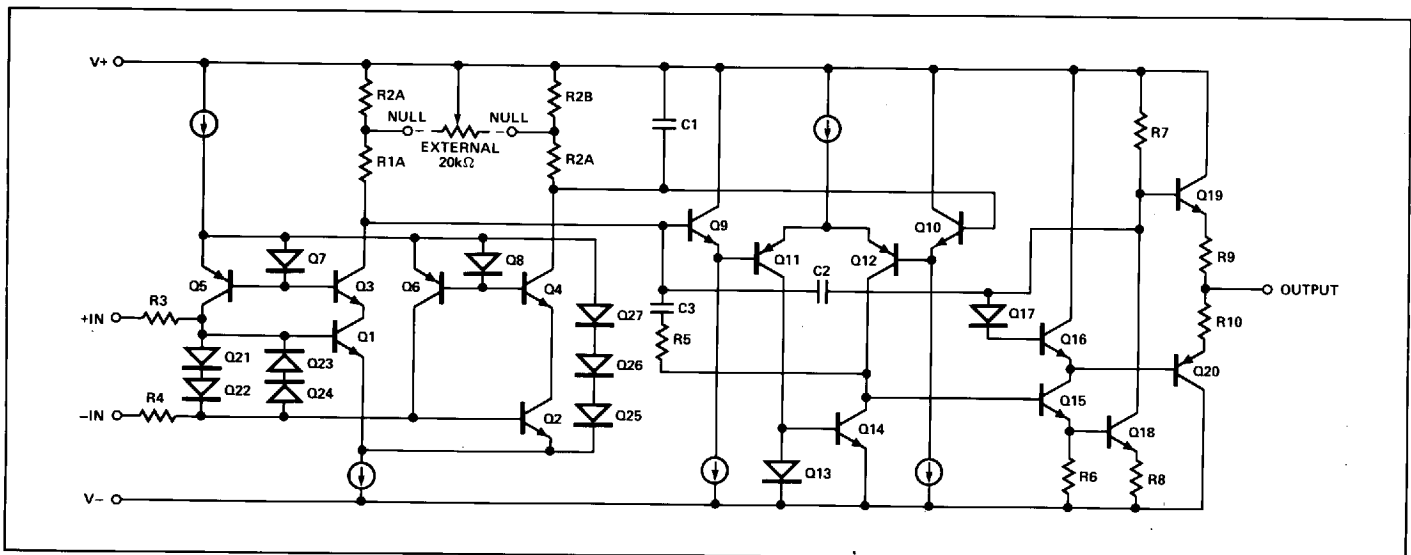 V+
R2A
R2B
NULL
NULL
C1
R7
EXTERNAL
20kΩ
R1A
R2A
Q19
Q9
Q10
Q7
Q8
Q11
Q12
R9
Q5
Q3
Q6
Q4
C2
OUTPUT
R3
C3
Q27
Q17
R10
+IN
Q1
R5
Q16
Q21
Q23
Q26
Q20
Q22
Q24
R4
Q15
-IN
Q2
Q25
Q14
Q18
Q13
R6
R8
V-